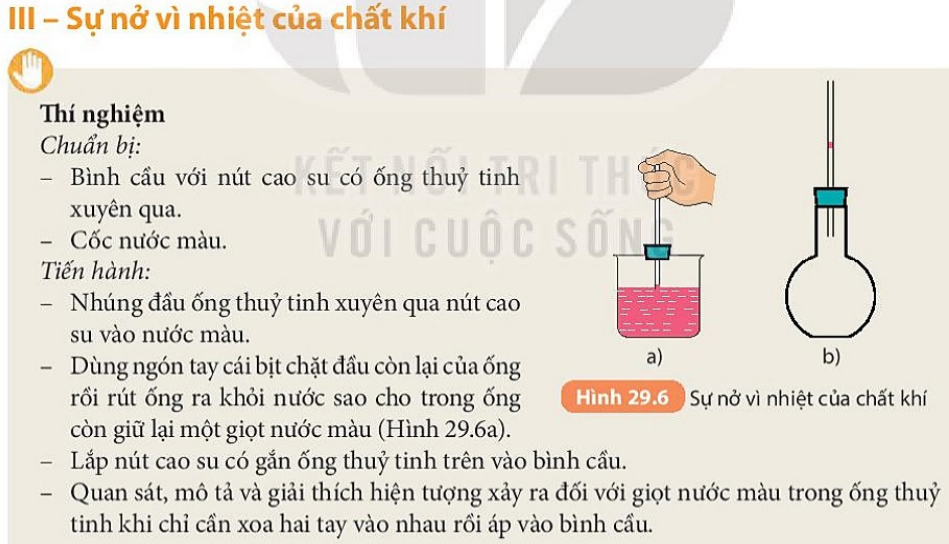 III – Sự nở vì nhiệt của chất khí
Thí nghiệm
Chuẩn bị:
– Bình cầu với nút cao su có ống thuỷ tinh
xuyên qua.
– Cốc nước màu.
Tiến hành:
– Nhúng đầu ống thuỷ tinh xuyên qua nút cao
su vào nước màu.
– Dùng ngón tay cái bịt chặt đầu còn lại của ống
rồi rút ống ra khỏi nước sao cho trong ống
còn giữ lại một giọt nước màu (Hình 29.6a).
– Lắp nút cao su có gắn ống thuỷ tinh trên vào bình cầu.
– Quan sát, mô tả và giải thích hiện tượng xảy ra đối với giọt nước màu trong ống thuỷ
tinh khi chỉ cần xoa hai tay vào nhau rồi áp vào bình cầu.
a) b)
Hình 29.6 Sự nở vì nhiệt của chất khí
KẾT NỐI TRI THỨC
VỚI CUỘC SỐNG